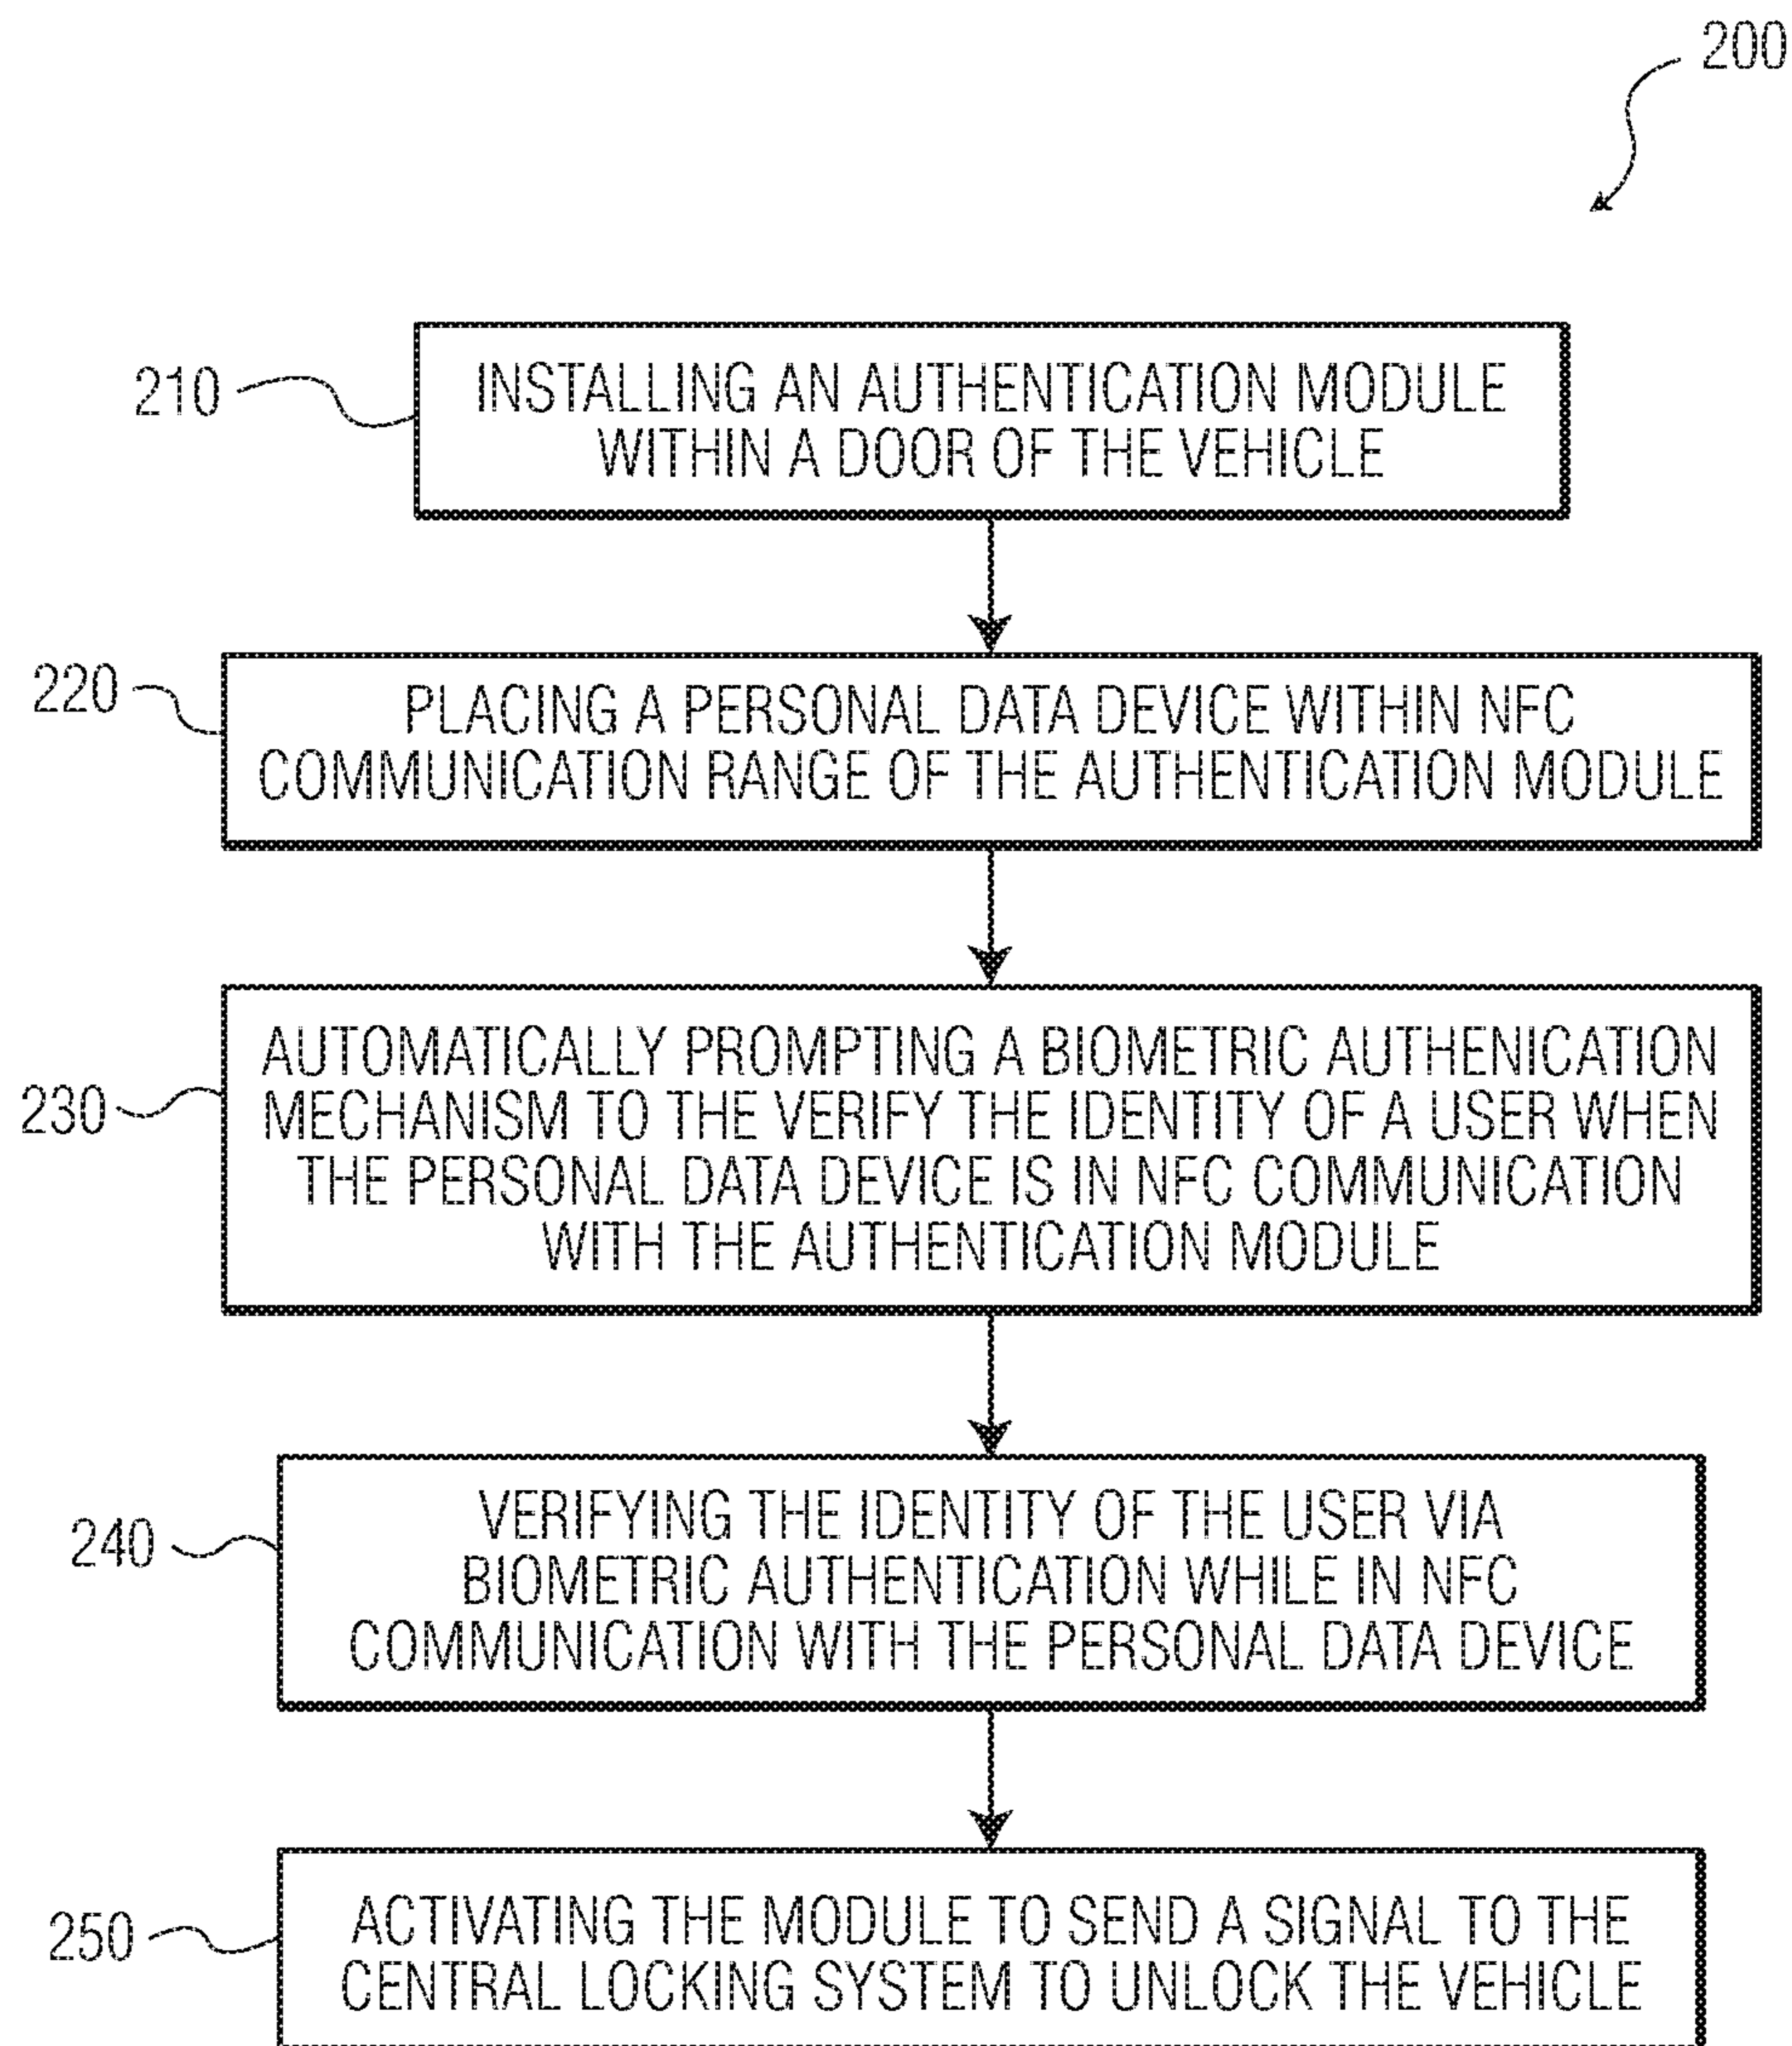 200
210
INSTALLING AN AUTHENTICATION MODULE
WITHIN A DOOR OF THE VEHICLE
220
PLACING A PERSONAL DATA DEVICE WITHIN NFC
COMMUNICATION RANGE OF THE AUTHENTICATION MODULE
230
AUTOMATICALLY PROMPTING A BIOMETRIC AUTHENICATION
MECHANISM TO THE VERIFY THE IDENTITY OF A USER WHEN
THE PERSONAL DATA DEVICE IS IN NFC COMMUNICATION
WITH THE AUTHENTICATION MODULE
240
VERIFYING THE IDENTITY OF THE USER VIA
BIOMETRIC AUTHENTICATION WHILE IN NFC
COMMUNICATION WITH THE PERSONAL DATA DEVICE
250
ACTIVATING THE MODULE TO SEND A SIGNAL TO THE
CENTRAL LOCKING SYSTEM TO UNLOCK THE VEHICLE